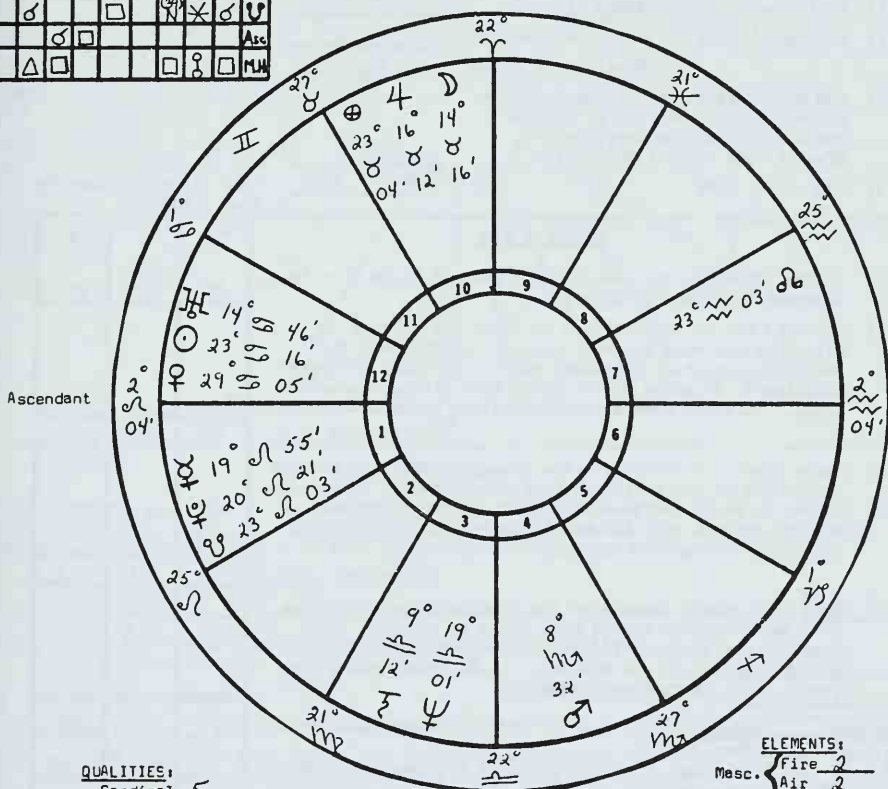 ☌ □ ⚹ ☌ ☋
☌ □ Asc
△ □ □ ☍ □ M.H
22° ♈
21° ♓
25° ♒
2° ♒ 04'
1° ♑
♐
27° ♏
22° ♎
21° ♍
25° ♌
Ascendant
2° ♌ 04'
1° ♋
♊
27° ♉
⊕ ♃ ☽
23° 16° 14°
♉ ♉ ♉
04' 12' 16'
23° ♒ 03' ☊
♅ 14° ♋ 46'
☉ 23° ♋ 16'
♀ 29° ♋ 05'
☿ 19° ♌ 55'
20° ♌ 21'
☋ 23° ♌ 03'
9° 19°
♎ ♎
12' 01'
♄ ♆
8°
♏
32'
♂
10 9
11 8
12 7
1 6
2 5
3 4
QUALITIES:
ELEMENTS:
Masc. { Fire 2
Air 2